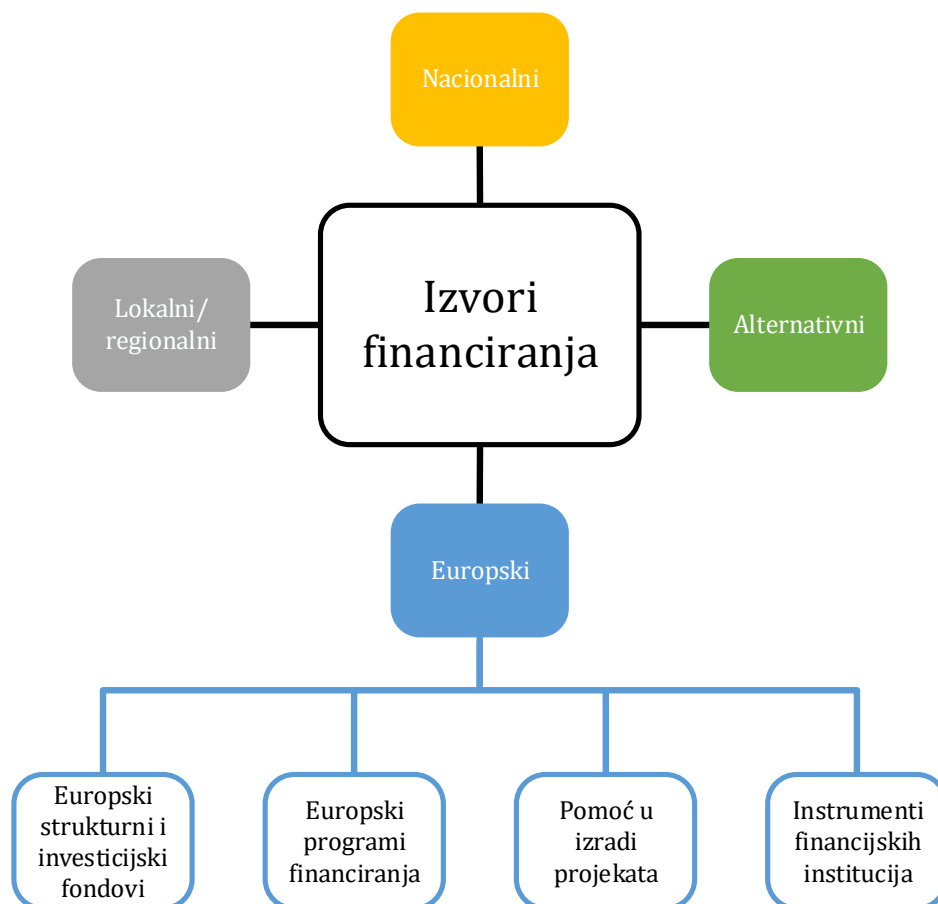 Nacionalni
Lokalni/
regionalni
Izvori
financiranja
Alternativni
Europski
Europski
strukturni i
investicijski
fondovi
Europski
programi
financiranja
Pomoć u
izradi
projekata
Instrumenti
financijskih
institucija